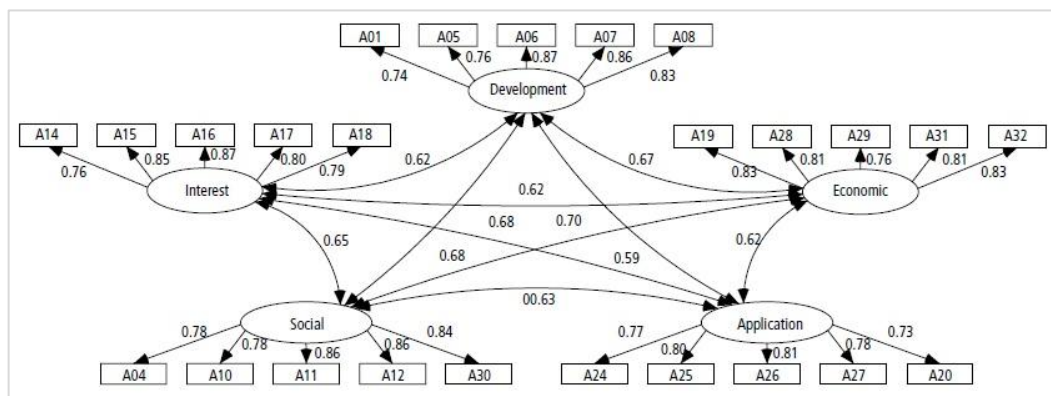 A01 A05 A06 A07 A08
0.74 0.76 0.87 0.86 0.83
Development
A14 A15 A16 A17 A18
0.76 0.85 0.87 0.80 0.79
Interest
A19 A28 A29 A31 A32
0.83 0.81 0.76 0.81 0.83
Economic
0.62 0.67
0.62
0.68 0.70
0.65 0.62
0.68 0.59
00.63
Social
0.78 0.78 0.86 0.86 0.84
A04 A10 A11 A12 A30
Application
0.77 0.80 0.81 0.78 0.73
A24 A25 A26 A27 A20